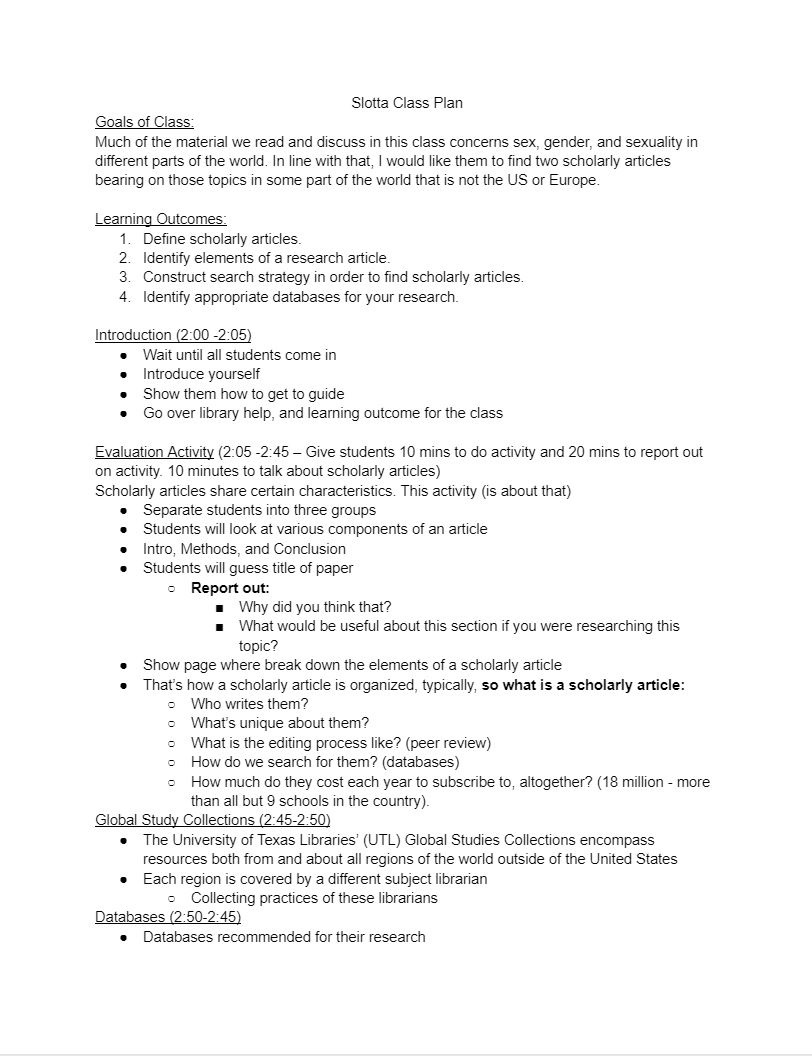 Slotta Class Plan
Goals of Class:
Much of the material we read and discuss in this class concerns sex, gender, and sexuality in
different parts of the world. In line with that, I would like them to find two scholarly articles
bearing on those topics in some part of the world that is not the US or Europe.
Learning Outcomes:
1. Define scholarly articles.
2. Identify elements of a research article.
3. Construct search strategy in order to find scholarly articles.
4. Identify appropriate databases for your research.
Introduction (2:00 -2:05)
● Wait until all students come in
● Introduce yourself
● Show them how to get to guide
● Go over library help, and learning outcome for the class
Evaluation Activity (2:05 -2:45 – Give students 10 mins to do activity and 20 mins to report out
on activity. 10 minutes to talk about scholarly articles)
Scholarly articles share certain characteristics. This activity (is about that)
● Separate students into three groups
● Students will look at various components of an article
● Intro, Methods, and Conclusion
● Students will guess title of paper
○ Report out:
■ Why did you think that?
■ What would be useful about this section if you were researching this
topic?
● Show page where break down the elements of a scholarly article
● That's how a scholarly article is organized, typically, so what is a scholarly article:
○ Who writes them?
○ What's unique about them?
○ What is the editing process like? (peer review)
○ How do we search for them? (databases)
○ How much do they cost each year to subscribe to, altogether? (18 million - more
than all but 9 schools in the country).
Global Study Collections (2:45-2:50)
● The University of Texas Libraries' (UTL) Global Studies Collections encompass
resources both from and about all regions of the world outside of the United States
● Each region is covered by a different subject librarian
○ Collecting practices of these librarians
Databases (2:50-2:45)
● Databases recommended for their research